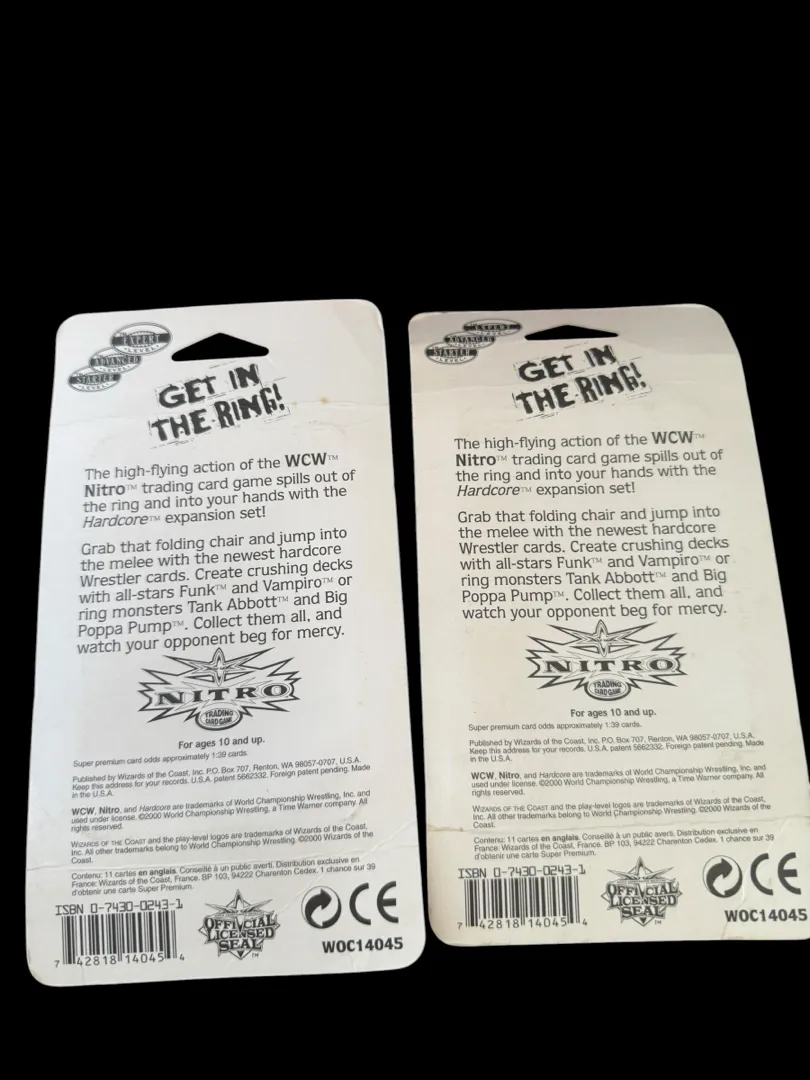 EXPERT
LEVEL
ADVANCED
LEVEL
STARTER
LEVEL
GET IN
THE RING!
The high-flying action of the WCW™
Nitro™ trading card game spills out of
the ring and into your hands with the
Hardcore™ expansion set!
Grab that folding chair and jump into
the melee with the newest hardcore
Wrestler cards. Create crushing decks
with all-stars Funk™ and Vampiro™ or
ring monsters Tank Abbott™ and Big
Poppa Pump™. Collect them all, and
watch your opponent beg for mercy.
NITRO
TRADING
CARD GAME
For ages 10 and up.
Super premium card odds approximately 1:39 cards.
Published by Wizards of the Coast, Inc. P.O. Box 707, Renton, WA 98057-0707, U.S.A.
Keep this address for your records. U.S.A. patent 5662332. Foreign patent pending. Made
in the U.S.A.
WCW, Nitro, and Hardcore are trademarks of World Championship Wrestling, Inc. and
used under license. ©2000 World Championship Wrestling, a Time Warner company. All
rights reserved.
WIZARDS OF THE COAST and the play-level logos are trademarks of Wizards of the Coast,
Inc. All other trademarks belong to World Championship Wrestling. ©2000 Wizards of the
Coast.
Contenu: 11 cartes en anglais. Conseillé à un public averti. Distribution exclusive en
France: Wizards of the Coast, France. BP 103, 94222 Charenton Cedex. 1 chance sur 39
d'obtenir une carte Super Premium.
ISBN 0-7430-0243-1
7 42818 14045 4
OFFICIAL
LICENSED
SEAL™
CE
WOC14045
EXPERT
LEVEL
ADVANCED
LEVEL
STARTER
LEVEL
GET IN
THE RING!
The high-flying action of the WCW™
Nitro™ trading card game spills out of
the ring and into your hands with the
Hardcore™ expansion set!
Grab that folding chair and jump into
the melee with the newest hardcore
Wrestler cards. Create crushing decks
with all-stars Funk™ and Vampiro™ or
ring monsters Tank Abbott™ and Big
Poppa Pump™. Collect them all, and
watch your opponent beg for mercy.
NITRO
TRADING
CARD GAME
For ages 10 and up.
Super premium card odds approximately 1:39 cards.
Published by Wizards of the Coast, Inc. P.O. Box 707, Renton, WA 98057-0707, U.S.A.
Keep this address for your records. U.S.A. patent 5662332. Foreign patent pending. Made
in the U.S.A.
WCW, Nitro, and Hardcore are trademarks of World Championship Wrestling, Inc. and
used under license. ©2000 World Championship Wrestling, a Time Warner company. All
rights reserved.
WIZARDS OF THE COAST and the play-level logos are trademarks of Wizards of the Coast,
Inc. All other trademarks belong to World Championship Wrestling. ©2000 Wizards of the
Coast.
Contenu: 11 cartes en anglais. Conseillé à un public averti. Distribution exclusive en
France: Wizards of the Coast, France. BP 103, 94222 Charenton Cedex. 1 chance sur 39
d'obtenir une carte Super Premium.
ISBN 0-7430-0243-1
7 42818 14045 4
OFFICIAL
LICENSED
SEAL™
CE
WOC14045